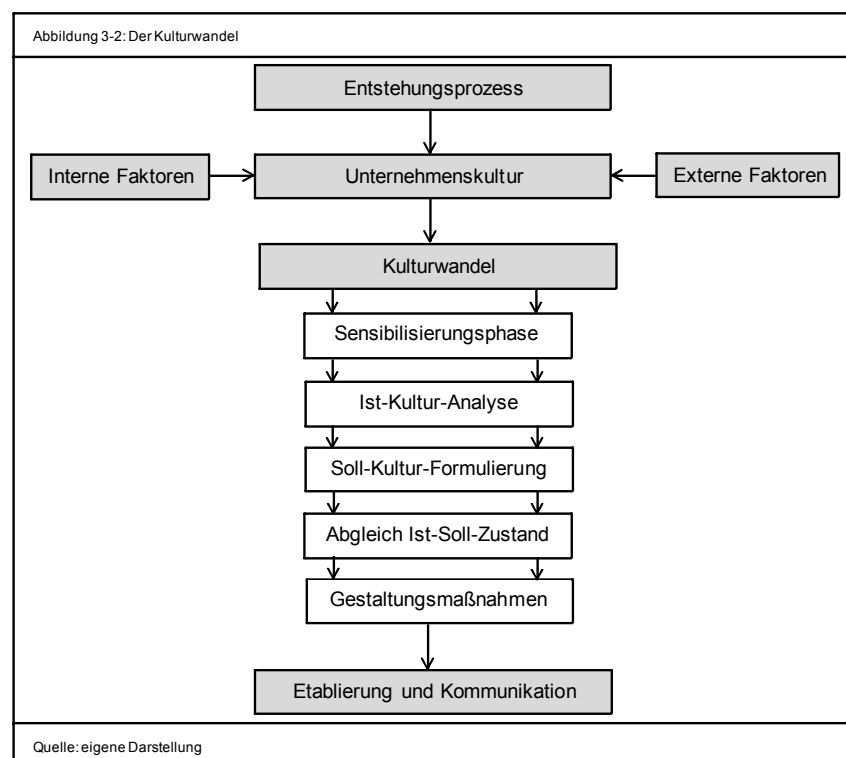 Abbildung 3-2: Der Kulturwandel
Entstehungsprozess
Interne Faktoren
Unternehmenskultur
Externe Faktoren
Kulturwandel
Sensibilisierungsphase
Ist-Kultur-Analyse
Soll-Kultur-Formulierung
Abgleich Ist-Soll-Zustand
Gestaltungsmaßnahmen
Etablierung und Kommunikation
Quelle: eigene Darstellung